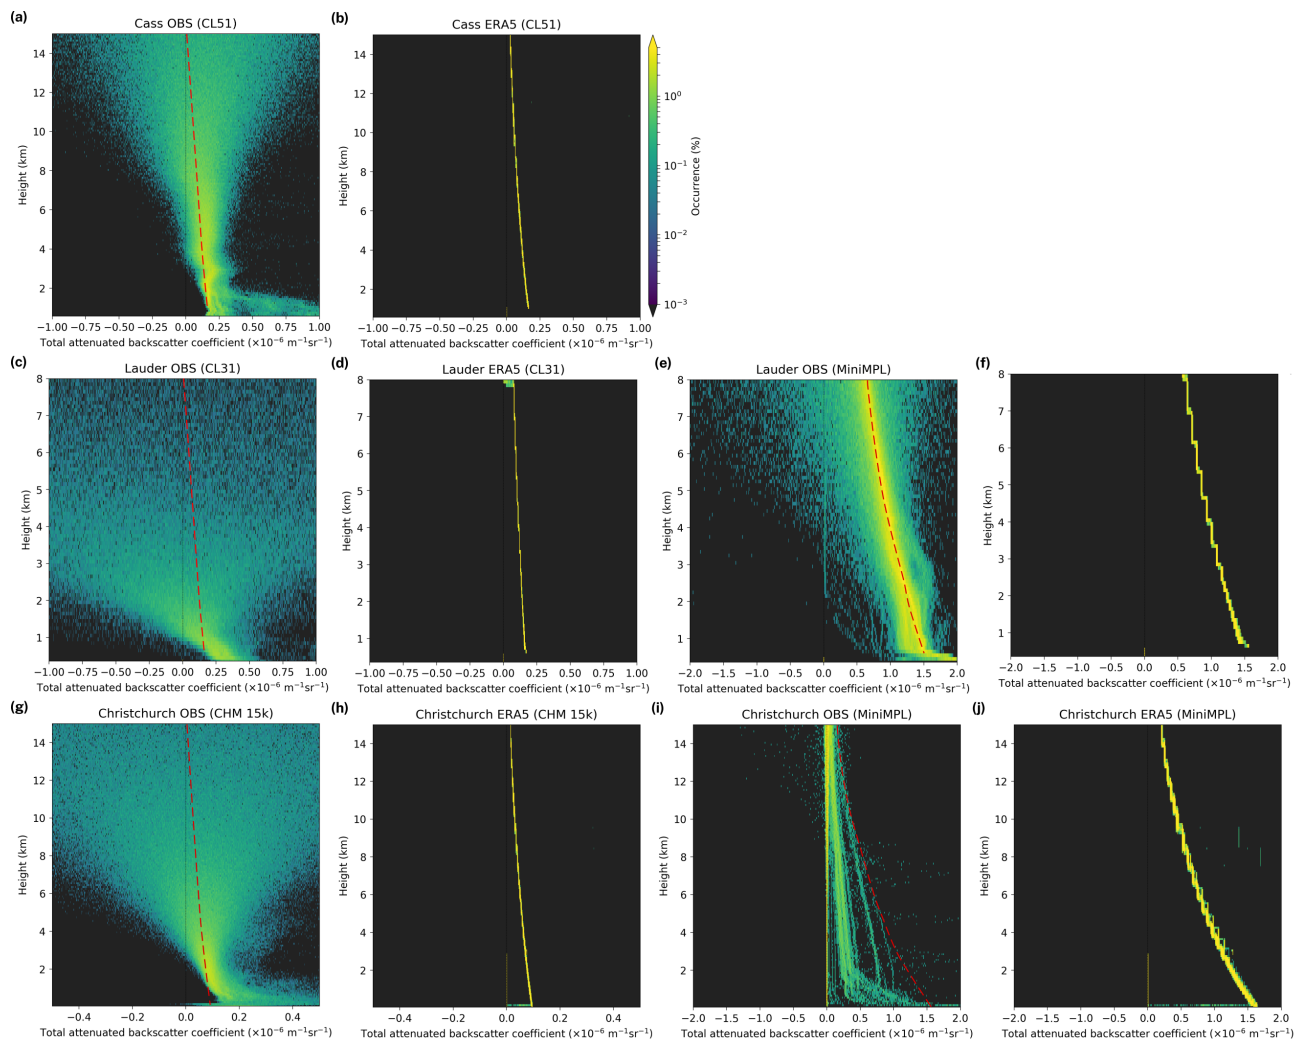 (a)
Cass OBS (CL51)
14
12
10
8
6
4
2
Height (km)
−1.00 −0.75 −0.50 −0.25 0.00 0.25 0.50 0.75 1.00
Total attenuated backscatter coefficient (×10⁻⁶ m⁻¹sr⁻¹)
(b)
Cass ERA5 (CL51)
14
12
10
8
6
4
2
Height (km)
−1.00 −0.75 −0.50 −0.25 0.00 0.25 0.50 0.75 1.00
Total attenuated backscatter coefficient (×10⁻⁶ m⁻¹sr⁻¹)
10⁰
10⁻¹
10⁻²
10⁻³
Occurrence (%)
(c)
Lauder OBS (CL31)
8
7
6
5
4
3
2
1
Height (km)
−1.00 −0.75 −0.50 −0.25 0.00 0.25 0.50 0.75 1.00
Total attenuated backscatter coefficient (×10⁻⁶ m⁻¹sr⁻¹)
(d)
Lauder ERA5 (CL31)
8
7
6
5
4
3
2
1
Height (km)
−1.00 −0.75 −0.50 −0.25 0.00 0.25 0.50 0.75 1.00
Total attenuated backscatter coefficient (×10⁻⁶ m⁻¹sr⁻¹)
(e)
Lauder OBS (MiniMPL)
8
7
6
5
4
3
2
1
Height (km)
−2.0 −1.5 −1.0 −0.5 0.0 0.5 1.0 1.5 2.0
Total attenuated backscatter coefficient (×10⁻⁶ m⁻¹sr⁻¹)
(f)
8
7
6
5
4
3
2
1
Height (km)
−2.0 −1.5 −1.0 −0.5 0.0 0.5 1.0 1.5 2.0
Total attenuated backscatter coefficient (×10⁻⁶ m⁻¹sr⁻¹)
(g)
Christchurch OBS (CHM 15k)
14
12
10
8
6
4
2
Height (km)
−0.4 −0.2 0.0 0.2 0.4
Total attenuated backscatter coefficient (×10⁻⁶ m⁻¹sr⁻¹)
(h)
Christchurch ERA5 (CHM 15k)
14
12
10
8
6
4
2
Height (km)
−0.4 −0.2 0.0 0.2 0.4
Total attenuated backscatter coefficient (×10⁻⁶ m⁻¹sr⁻¹)
(i)
Christchurch OBS (MiniMPL)
14
12
10
8
6
4
2
Height (km)
−2.0 −1.5 −1.0 −0.5 0.0 0.5 1.0 1.5 2.0
Total attenuated backscatter coefficient (×10⁻⁶ m⁻¹sr⁻¹)
(j)
Christchurch ERA5 (MiniMPL)
14
12
10
8
6
4
2
Height (km)
−2.0 −1.5 −1.0 −0.5 0.0 0.5 1.0 1.5 2.0
Total attenuated backscatter coefficient (×10⁻⁶ m⁻¹sr⁻¹)